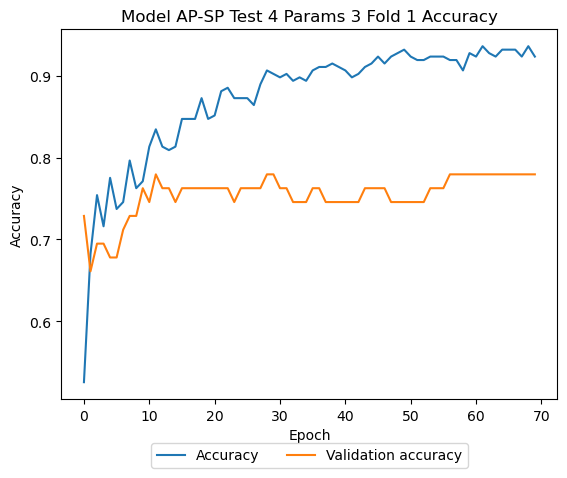 Model AP-SP Test 4 Params 3 Fold 1 Accuracy
Accuracy
0.9
0.8
0.7
0.6
0 10 20 30 40 50 60 70
Epoch
Accuracy Validation accuracy